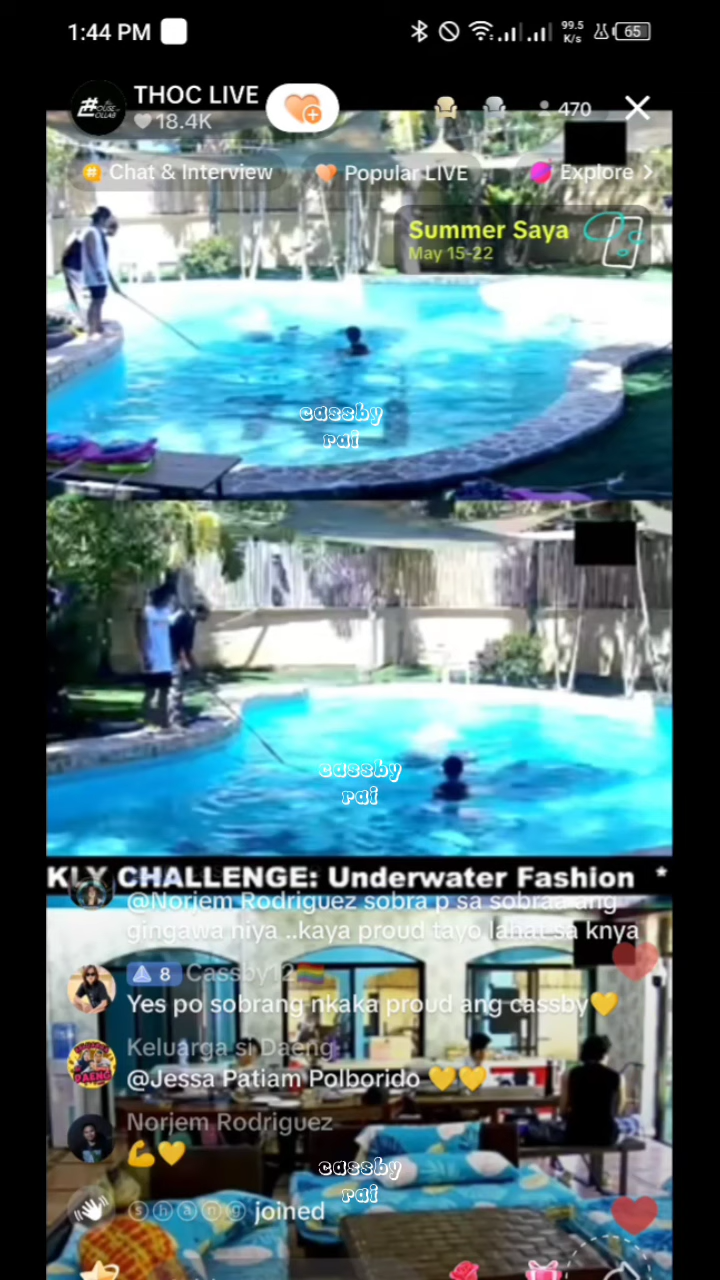 1:44 PM
99.5
K/s
65
THOC LIVE
18.4K
470
Chat & Interview
Popular LIVE
Explore
Summer Saya
May 15-22
cassby
rai
cassby
rai
KLY CHALLENGE: Underwater Fashion *
@Norjem Rodriguez sobra p sa sobraa ang
gingawa niya ..kaya proud tayo lahat sa knya
8 Cassby12🏳️‍🌈
Yes po sobrang nkaka proud ang cassby💛
Keluarga si Daeng
@Jessa Patiam Polborido 💛💛
Norjem Rodriguez
💪💛
cassby
rai
ⓢⓗⓐⓝⓖ joined